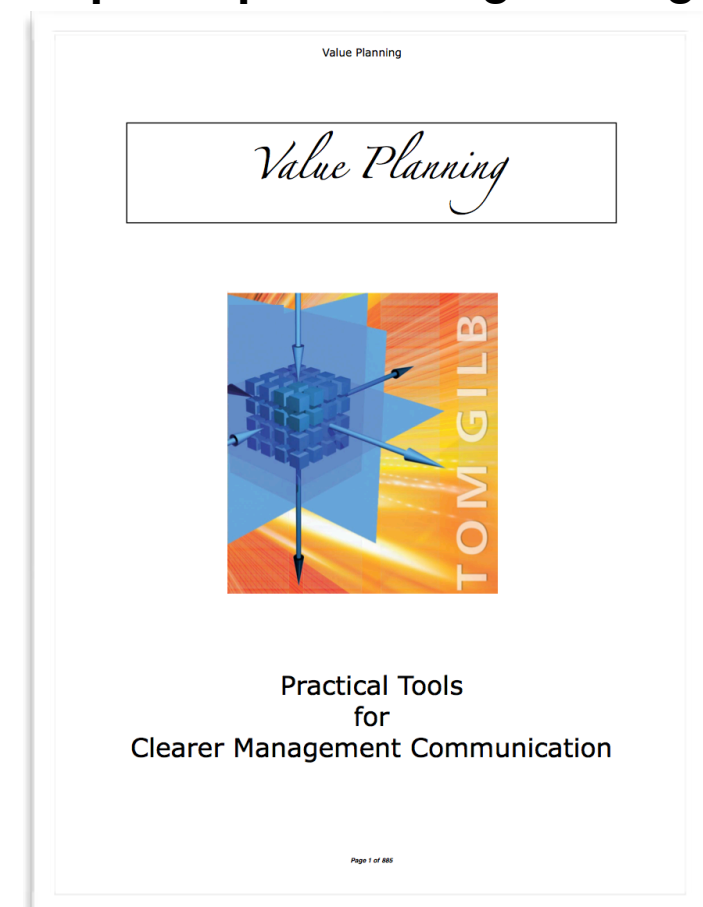 Value Planning
Value Planning
TOM GILB
Practical Tools
for
Clearer Management Communication
Page 1 of 885